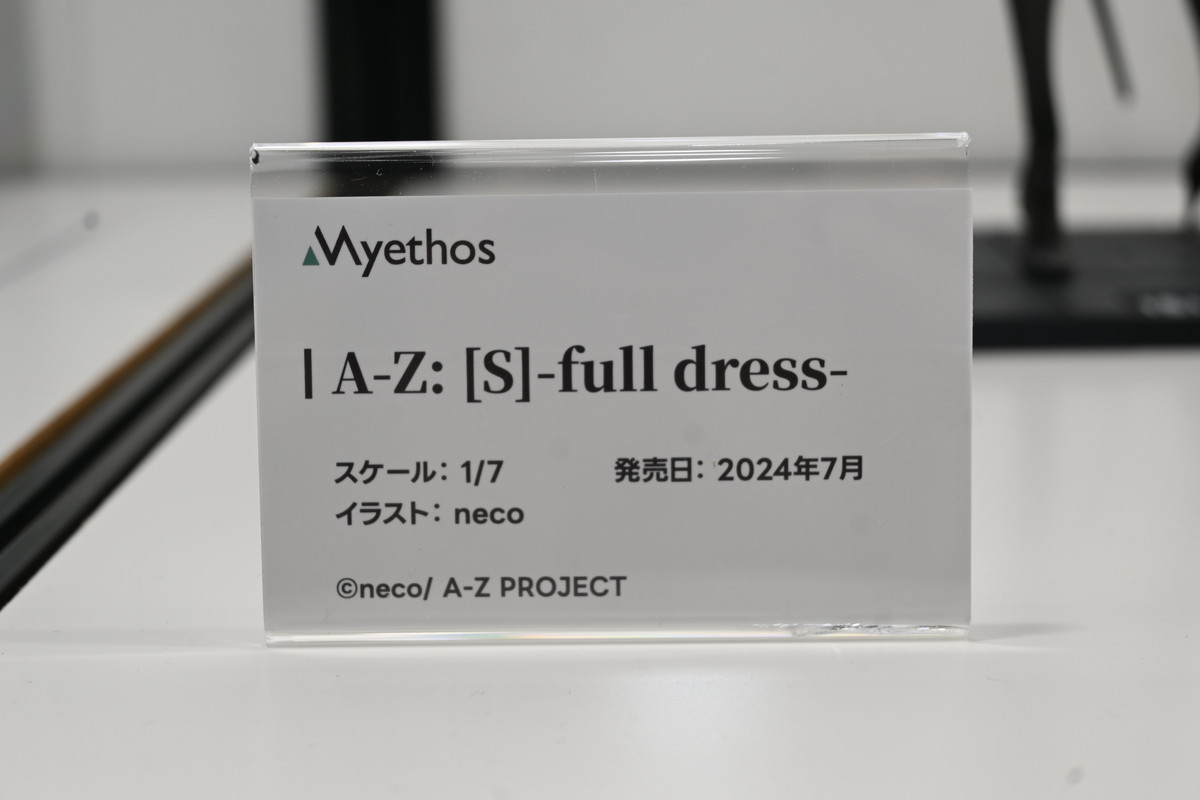 Myethos
| A-Z: [S]-full dress-
スケール: 1/7 発売日: 2024年7月
イラスト: neco
©neco/ A-Z PROJECT